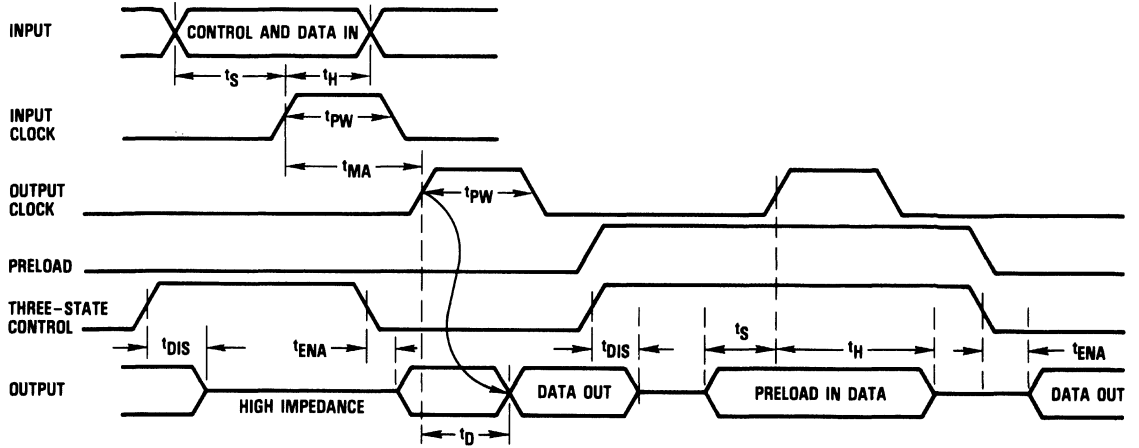 INPUT
CONTROL AND DATA IN
tS
tH
INPUT
CLOCK
tPW
tMA
OUTPUT
CLOCK
tPW
PRELOAD
THREE-STATE
CONTROL
tDIS
tENA
tDIS
tS
tH
tENA
OUTPUT
HIGH IMPEDANCE
DATA OUT
PRELOAD IN DATA
DATA OUT
tD